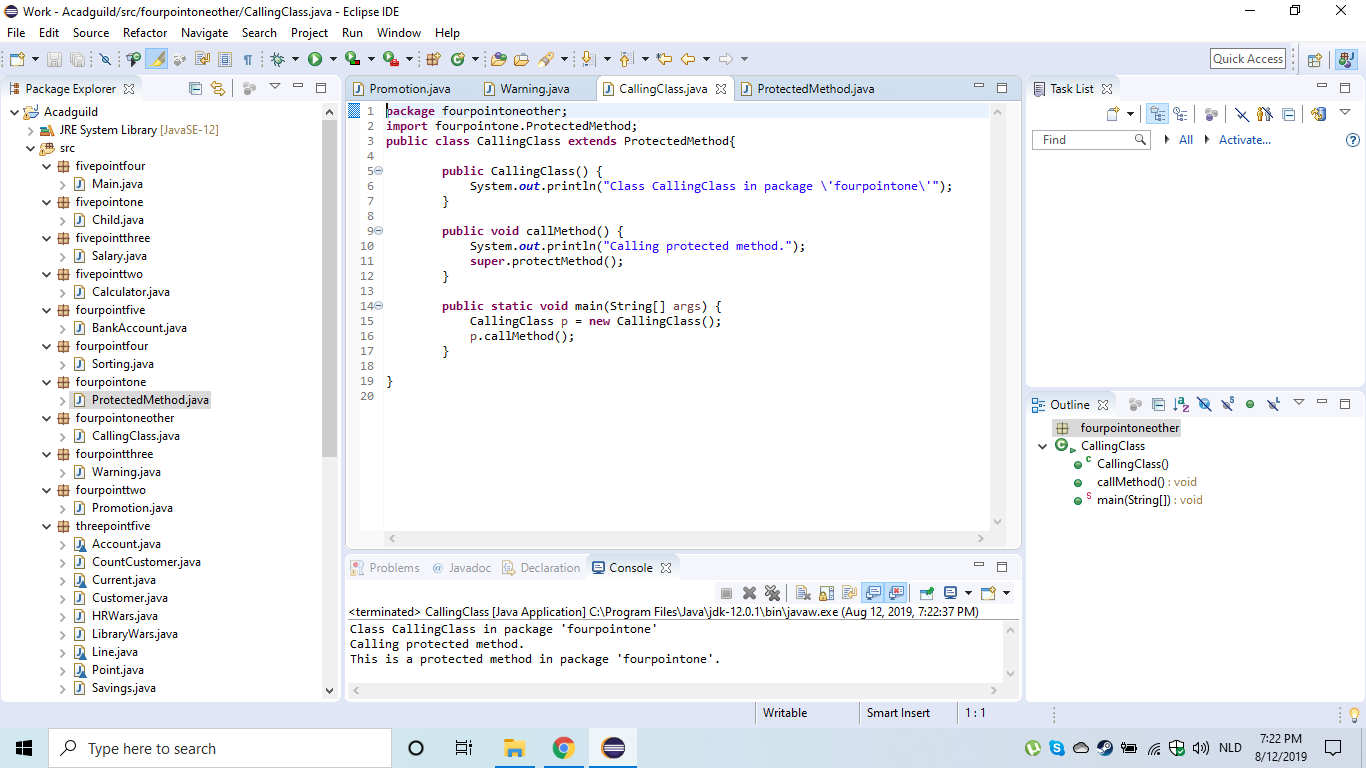 Work - Acadguild/src/fourpointoneother/CallingClass.java - Eclipse IDE
File Edit Source Refactor Navigate Search Project Run Window Help
Quick Access
Package Explorer
Acadguild
JRE System Library [JavaSE-12]
src
fivepointfour
Main.java
fivepointone
Child.java
fivepointthree
Salary.java
fivepointtwo
Calculator.java
fourpointfive
BankAccount.java
fourpointfour
Sorting.java
fourpointone
ProtectedMethod.java
fourpointoneother
CallingClass.java
fourpointthree
Warning.java
fourpointtwo
Promotion.java
threepointfive
Account.java
CountCustomer.java
Current.java
Customer.java
HRWars.java
LibraryWars.java
Line.java
Point.java
Savings.java
Promotion.java Warning.java CallingClass.java ProtectedMethod.java
1 package fourpointoneother;
2 import fourpointone.ProtectedMethod;
3 public class CallingClass extends ProtectedMethod{
4
5 public CallingClass() {
6 System.out.println("Class CallingClass in package \'fourpointone\'");
7 }
8
9 public void callMethod() {
10 System.out.println("Calling protected method.");
11 super.protectMethod();
12 }
13
14 public static void main(String[] args) {
15 CallingClass p = new CallingClass();
16 p.callMethod();
17 }
18
19 }
20
Problems @ Javadoc Declaration Console
<terminated> CallingClass [Java Application] C:\Program Files\Java\jdk-12.0.1\bin\javaw.exe (Aug 12, 2019, 7:22:37 PM)
Class CallingClass in package 'fourpointone'
Calling protected method.
This is a protected method in package 'fourpointone'.
Task List
Find All Activate...
Outline
fourpointoneother
CallingClass
CallingClass()
callMethod() : void
main(String[]) : void
Writable Smart Insert 1 : 1
Type here to search
NLD
7:22 PM
8/12/2019